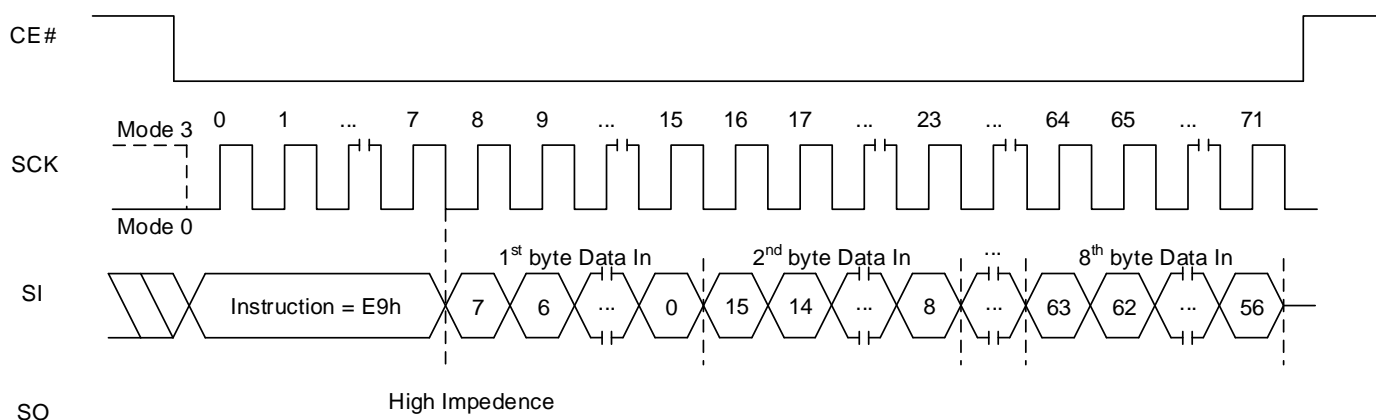 CE#
0 1 ... 7 8 9 ... 15 16 17 ... 23 ... 64 65 ... 71
Mode 3
SCK
Mode 0
1st byte Data In 2nd byte Data In ... 8th byte Data In
SI Instruction = E9h 7 6 ... 0 15 14 ... 8 ... 63 62 ... 56
High Impedence
SO